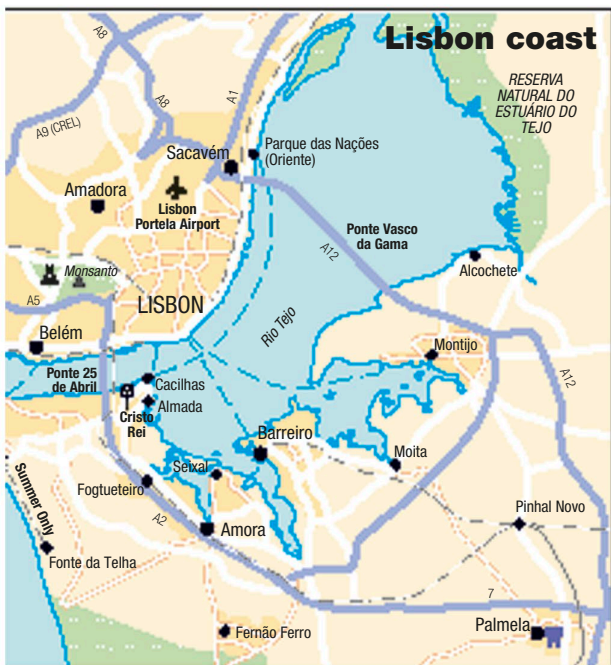 Lisbon coast
A8
A8
A1
A9 (CREL)
RESERVA
NATURAL DO
ESTUÁRIO DO
TEJO
Sacavém
Parque das Nações
(Oriente)
Amadora
Lisbon
Portela Airport
Ponte Vasco
da Gama
A12
Alcochete
Monsanto
A5
LISBON
Rio Tejo
Belém
Montijo
A12
Ponte 25
de Abril
Cacilhas
Almada
Cristo
Rei
Barreiro
Moita
Seixal
Fogtueteiro
Summer Only
A2
Amora
Pinhal Novo
Fonte da Telha
7
Fernão Ferro
Palmela